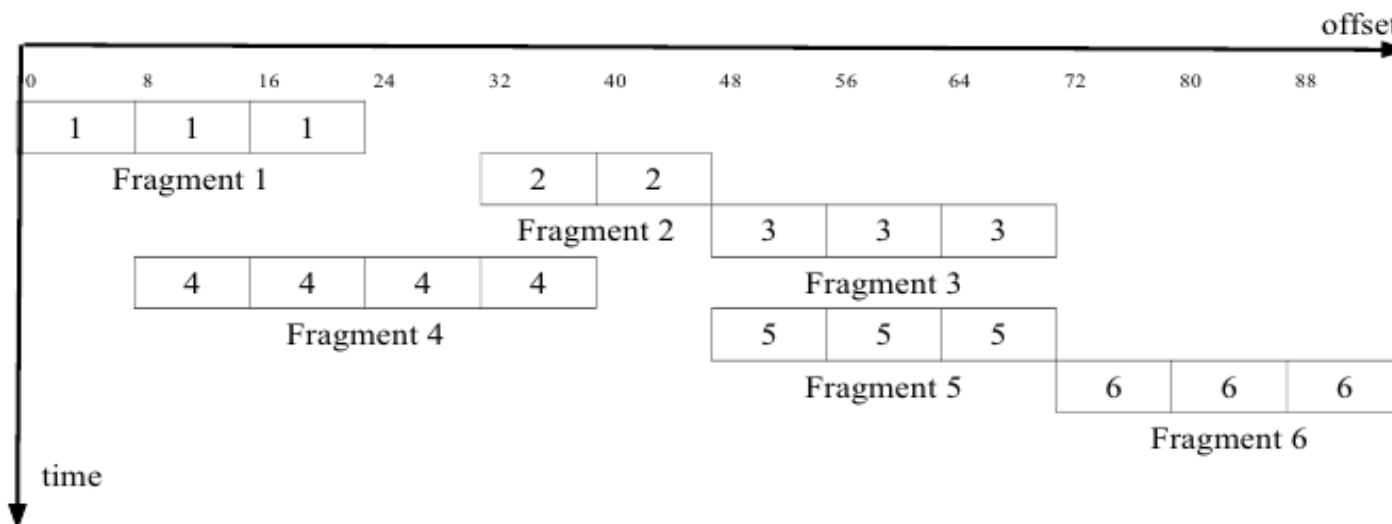 offset
0 8 16 24 32 40 48 56 64 72 80 88
1 1 1
Fragment 1
2 2
Fragment 2
3 3 3
Fragment 3
4 4 4 4
Fragment 4
5 5 5
Fragment 5
6 6 6
Fragment 6
time